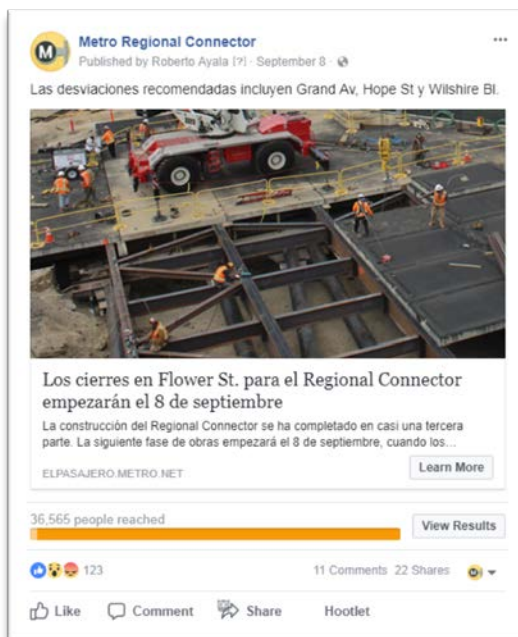 Metro Regional Connector
Published by Roberto Ayala [?] · September 8 ·
Las desviaciones recomendadas incluyen Grand Av, Hope St y Wilshire Bl.
Los cierres en Flower St. para el Regional Connector
empezarán el 8 de septiembre
La construcción del Regional Connector se ha completado en casi una tercera
parte. La siguiente fase de obras empezará el 8 de septiembre, cuando los...
ELPASAJERO.METRO.NET
Learn More
36,565 people reached
View Results
123
11 Comments 22 Shares
Like Comment Share Hootlet